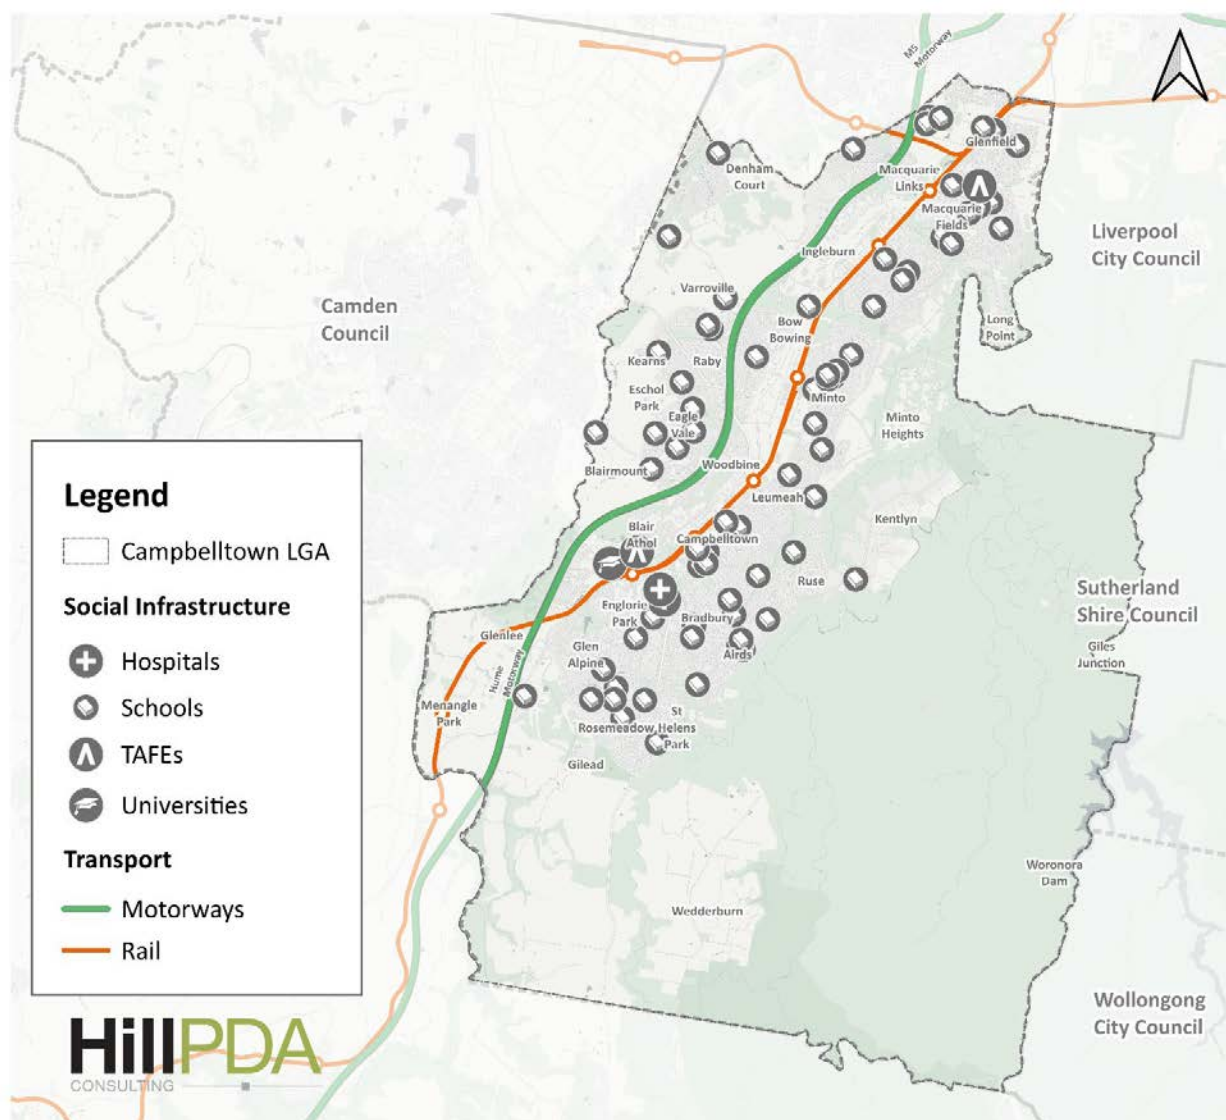 M5
Motorway
Glenfield
Denham
Court
Macquarie
Links
Macquarie
Fields
Liverpool
City Council
Ingleburn
Camden
Council
Varroville
Bow
Bowing
Long
Point
Kearns
Raby
Eschol
Park
Minto
Eagle
Vale
Minto
Heights
Blairmount
Woodbine
Leumeah
Kentlyn
Blair
Athol
Campbelltown
Ruse
Sutherland
Shire Council
Englorie
Park
Bradbury
Glenlee
Glen
Alpine
Airds
Giles
Junction
Hume
Motorway
Menangle
Park
Rosemeadow
St
Helens
Park
Gilead
Woronora
Dam
Wedderburn
Wollongong
City Council
Legend
Campbelltown LGA
Social Infrastructure
Hospitals
Schools
TAFEs
Universities
Transport
Motorways
Rail
HillPDA
CONSULTING